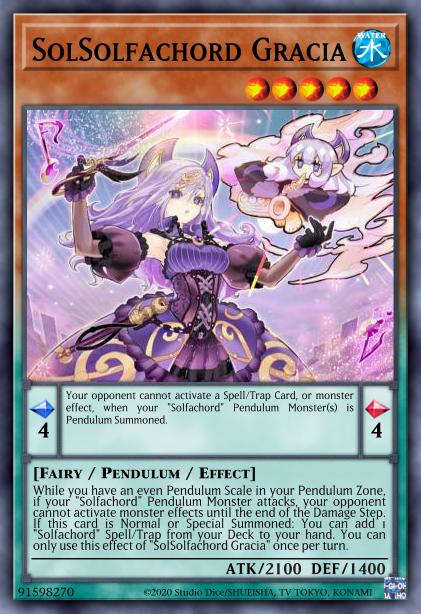 SolSolfachord Gracia
WATER
水
Your opponent cannot activate a Spell/Trap Card, or monster
effect, when your "Solfachord" Pendulum Monster(s) is
Pendulum Summoned.
4
4
[Fairy / Pendulum / Effect]
While you have an even Pendulum Scale in your Pendulum Zone,
if your "Solfachord" Pendulum Monster attacks, your opponent
cannot activate monster effects until the end of the Damage Step.
If this card is Normal or Special Summoned: You can add 1
"Solfachord" Spell/Trap from your Deck to your hand. You can
only use this effect of "SolSolfachord Gracia" once per turn.
ATK/2100 DEF/1400
91598270
©2020 Studio Dice/SHUEISHA, TV TOKYO, KONAMI